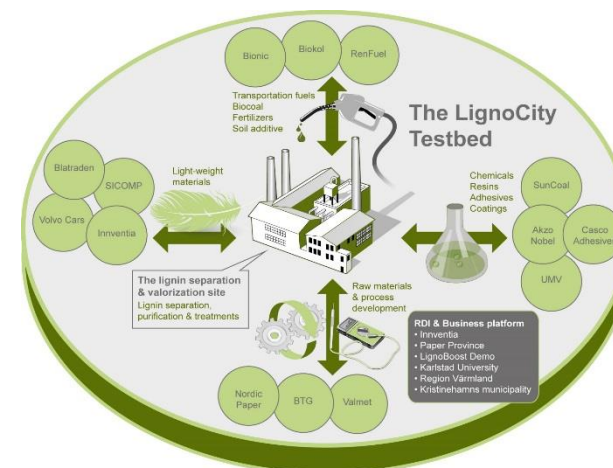 Bionic
Biokol
RenFuel
Transportation fuels
Biocoal
Fertilizers
Soil additive
The LignoCity
Testbed
Blatraden
SICOMP
Volvo Cars
Innventia
Light-weight
materials
Chemicals
Resins
Adhesives
Coatings
SunCoal
Akzo
Nobel
Casco
Adhesives
UMV
The lignin separation
& valorization site
Lignin separation,
purification & treatments
Raw materials
& process
development
RDI & Business platform
• Innventia
• Paper Province
• LignoBoost Demo
• Karlstad University
• Region Värmland
• Kristinehamns municipality
Nordic
Paper
BTG
Valmet